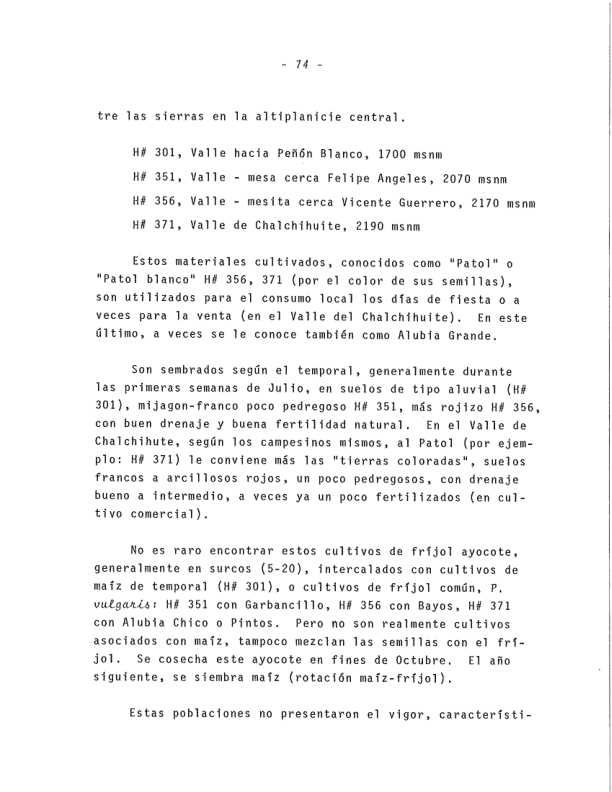 - 74 -
tre las sierras en la altiplanicie central.
H# 301, Valle hacia Peñón Blanco, 1700 msnm
H# 351, Valle - mesa cerca Felipe Angeles, 2070 msnm
H# 356, Valle - mesita cerca Vicente Guerrero, 2170 msnm
H# 371, Valle de Chalchihuite, 2190 msnm
Estos materiales cultivados, conocidos como "Patol" o
"Patol blanco" H# 356, 371 (por el color de sus semillas),
son utilizados para el consumo local los días de fiesta o a
veces para la venta (en el Valle del Chalchihuite). En este
último, a veces se le conoce también como Alubia Grande.
Son sembrados según el temporal, generalmente durante
las primeras semanas de Julio, en suelos de tipo aluvial (H#
301), mijagon-franco poco pedregoso H# 351, más rojizo H# 356,
con buen drenaje y buena fertilidad natural. En el Valle de
Chalchihute, según los campesinos mismos, al Patol (por ejem-
plo: H# 371) le conviene más las "tierras coloradas", suelos
francos a arcillosos rojos, un poco pedregosos, con drenaje
bueno a intermedio, a veces ya un poco fertilizados (en cul-
tivo comercial).
No es raro encontrar estos cultivos de fríjol ayocote,
generalmente en surcos (5-20), intercalados con cultivos de
maíz de temporal (H# 301), o cultivos de fríjol común, P.
vulgaris: H# 351 con Garbancillo, H# 356 con Bayos, H# 371
con Alubia Chico o Pintos. Pero no son realmente cultivos
asociados con maíz, tampoco mezclan las semillas con el frí-
jol. Se cosecha este ayocote en fines de Octubre. El año
siguiente, se siembra maíz (rotación maíz-fríjol).
Estas poblaciones no presentaron el vigor, característi-